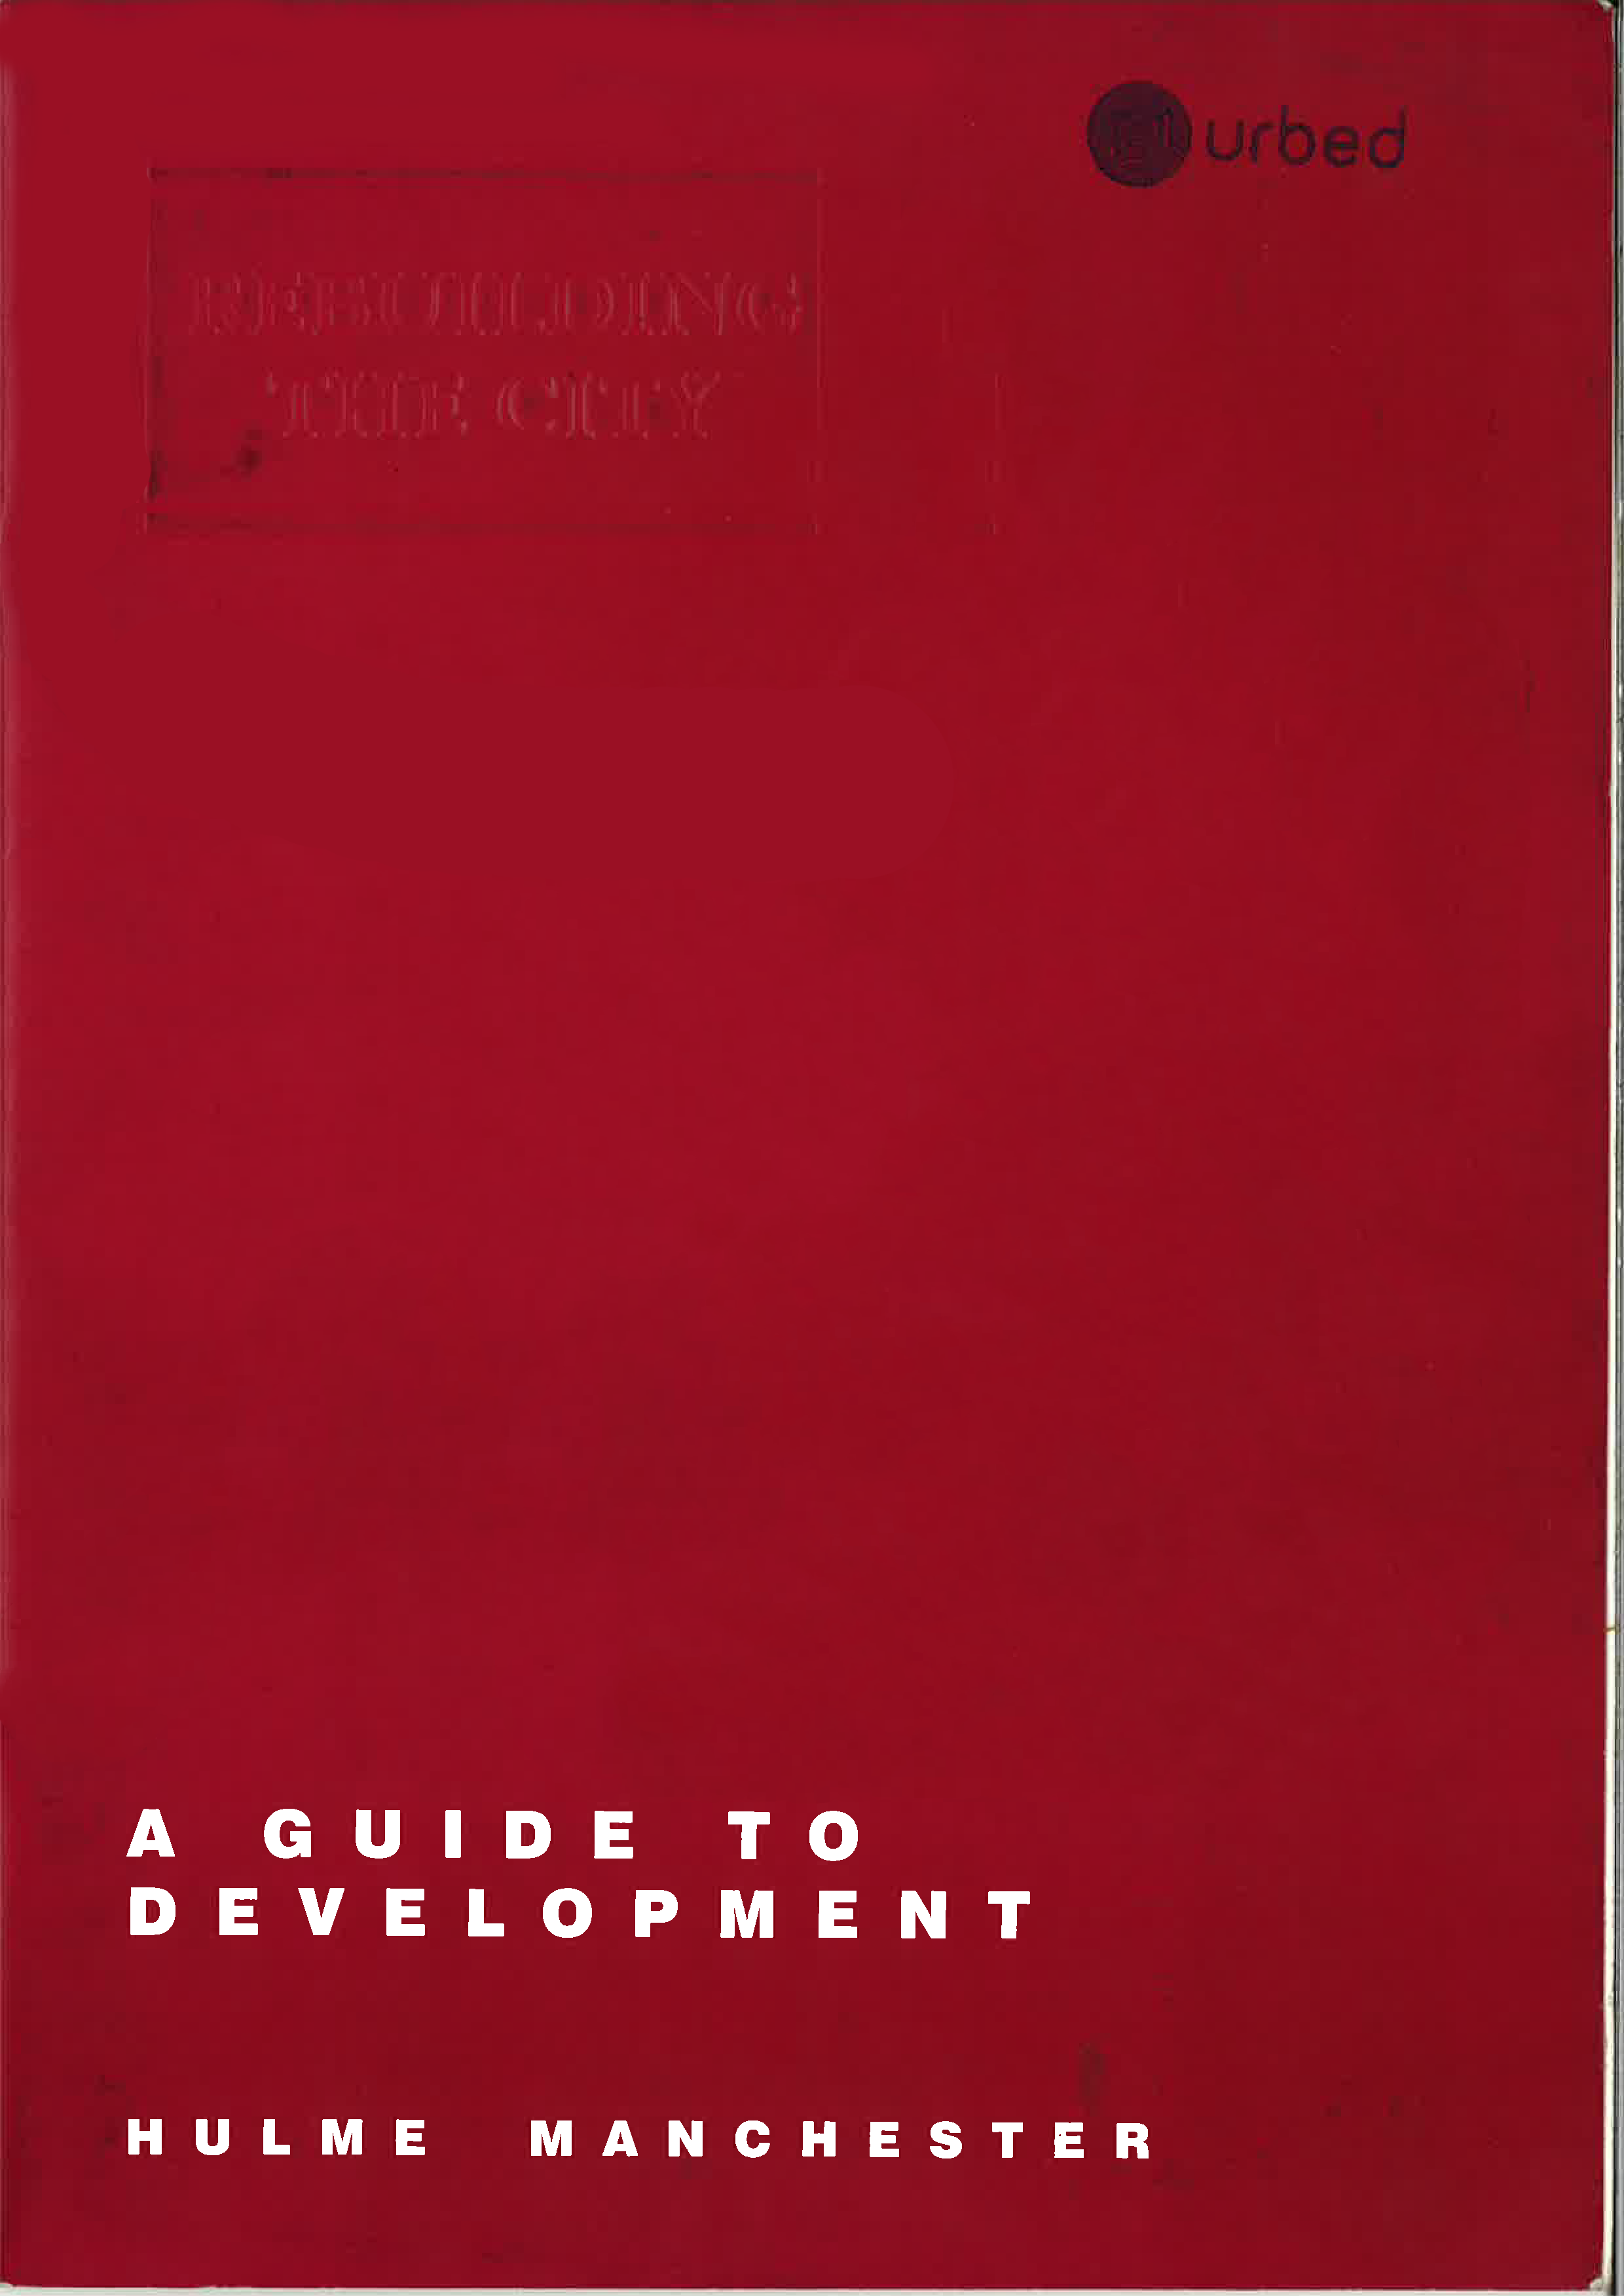 urbed
REBUILDING
THE CITY
A GUIDE TO
DEVELOPMENT
HULME MANCHESTER